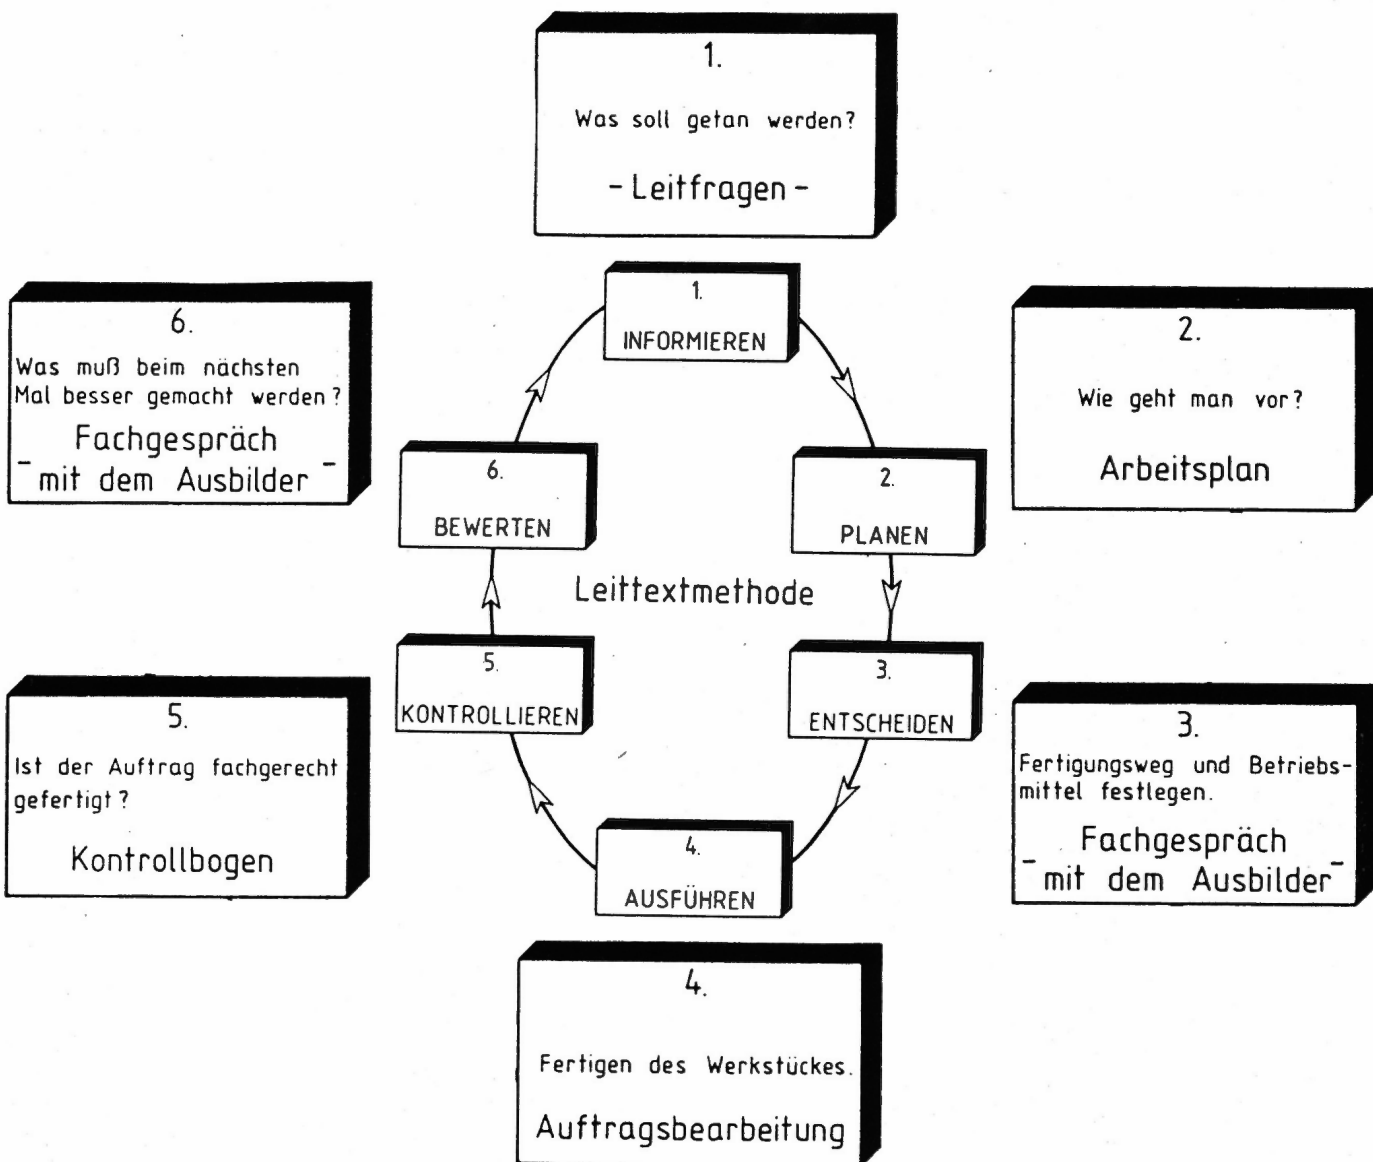 1.
Was soll getan werden?
- Leitfragen -
1.
INFORMIEREN
6.
Was muß beim nächsten
Mal besser gemacht werden?
Fachgespräch
- mit dem Ausbilder -
2.
Wie geht man vor?
Arbeitsplan
6.
BEWERTEN
2.
PLANEN
Leittextmethode
5.
KONTROLLIEREN
3.
ENTSCHEIDEN
5.
Ist der Auftrag fachgerecht
gefertigt?
Kontrollbogen
3.
Fertigungsweg und Betriebs-
mittel festlegen.
Fachgespräch
- mit dem Ausbilder -
4.
AUSFÜHREN
4.
Fertigen des Werkstückes.
Auftragsbearbeitung